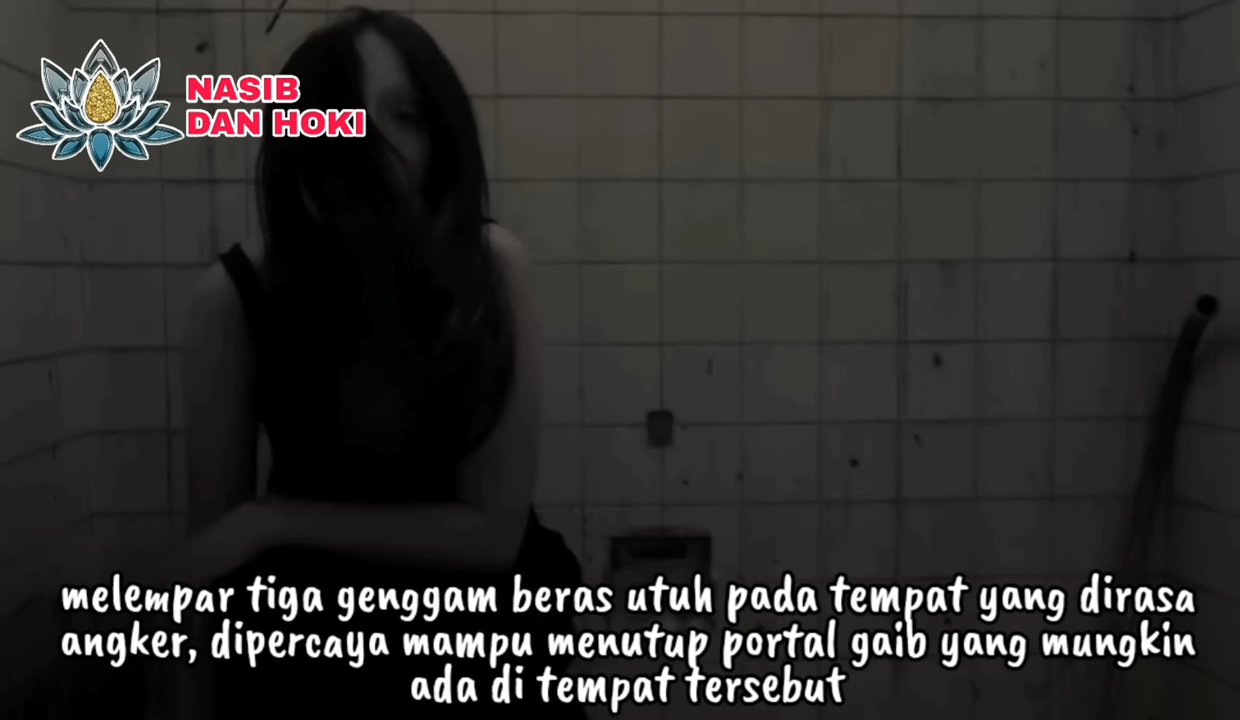 NASIB
DAN HOKI
melempar tiga genggam beras utuh pada tempat yang dirasa
angker, dipercaya mampu menutup portal gaib yang mungkin
ada di tempat tersebut